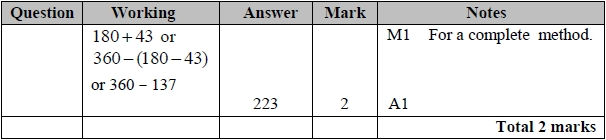 Question Working Answer Mark Notes
180 + 43 or M1 For a complete method.
360 – (180 – 43)
or 360 – 137
223 2 A1
Total 2 marks